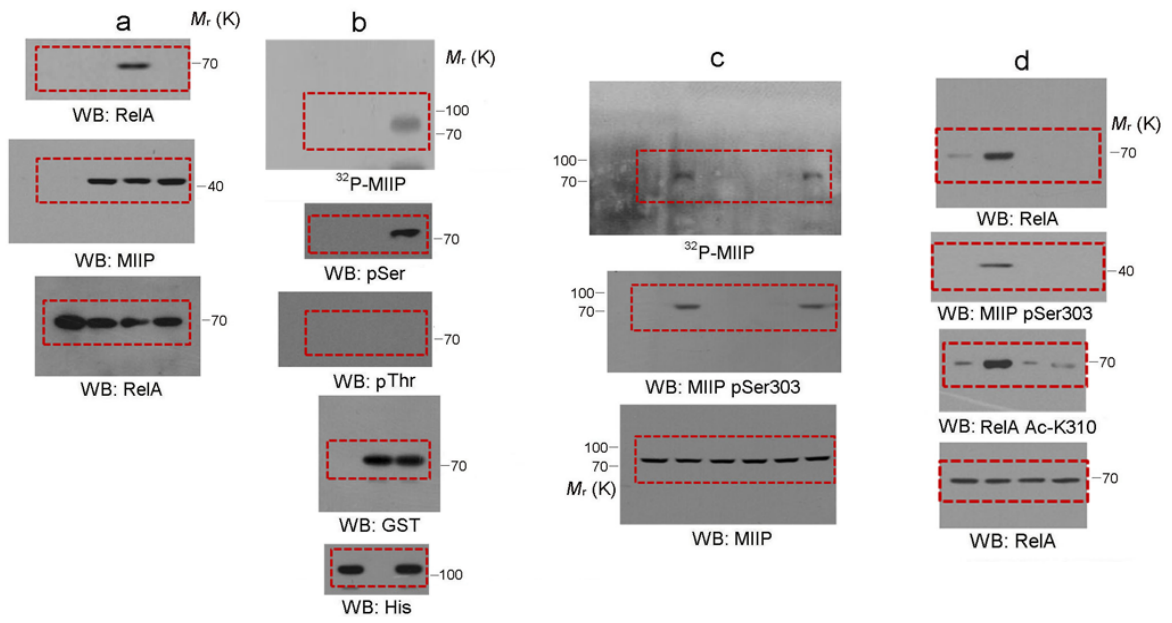 a
Mr (K)
–70
WB: RelA
–40
WB: MIIP
–70
WB: RelA
b
Mr (K)
–100
70
³²P-MIIP
–70
WB: pSer
–70
WB: pThr
–70
WB: GST
–100
WB: His
c
100–
70–
³²P-MIIP
100–
70–
WB: MIIP pSer303
100–
70–
Mr (K)
WB: MIIP
d
Mr (K)
–70
WB: RelA
–40
WB: MIIP pSer303
–70
WB: RelA Ac-K310
–70
WB: RelA